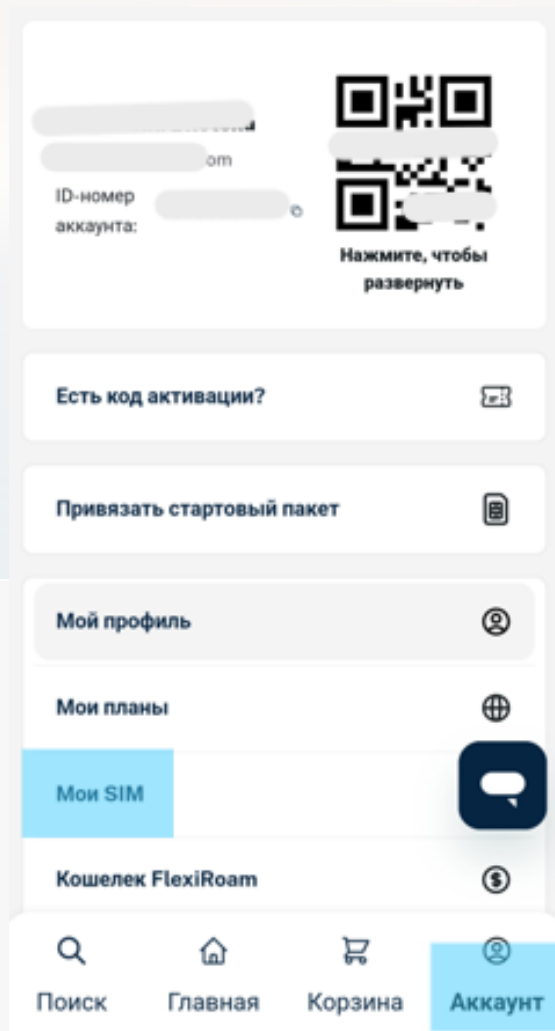 om
ID-номер
аккаунта:
Нажмите, чтобы
развернуть
Есть код активации?
Привязать стартовый пакет
Мой профиль
Мои планы
Мои SIM
Кошелек FlexiRoam
Поиск
Главная
Корзина
Аккаунт